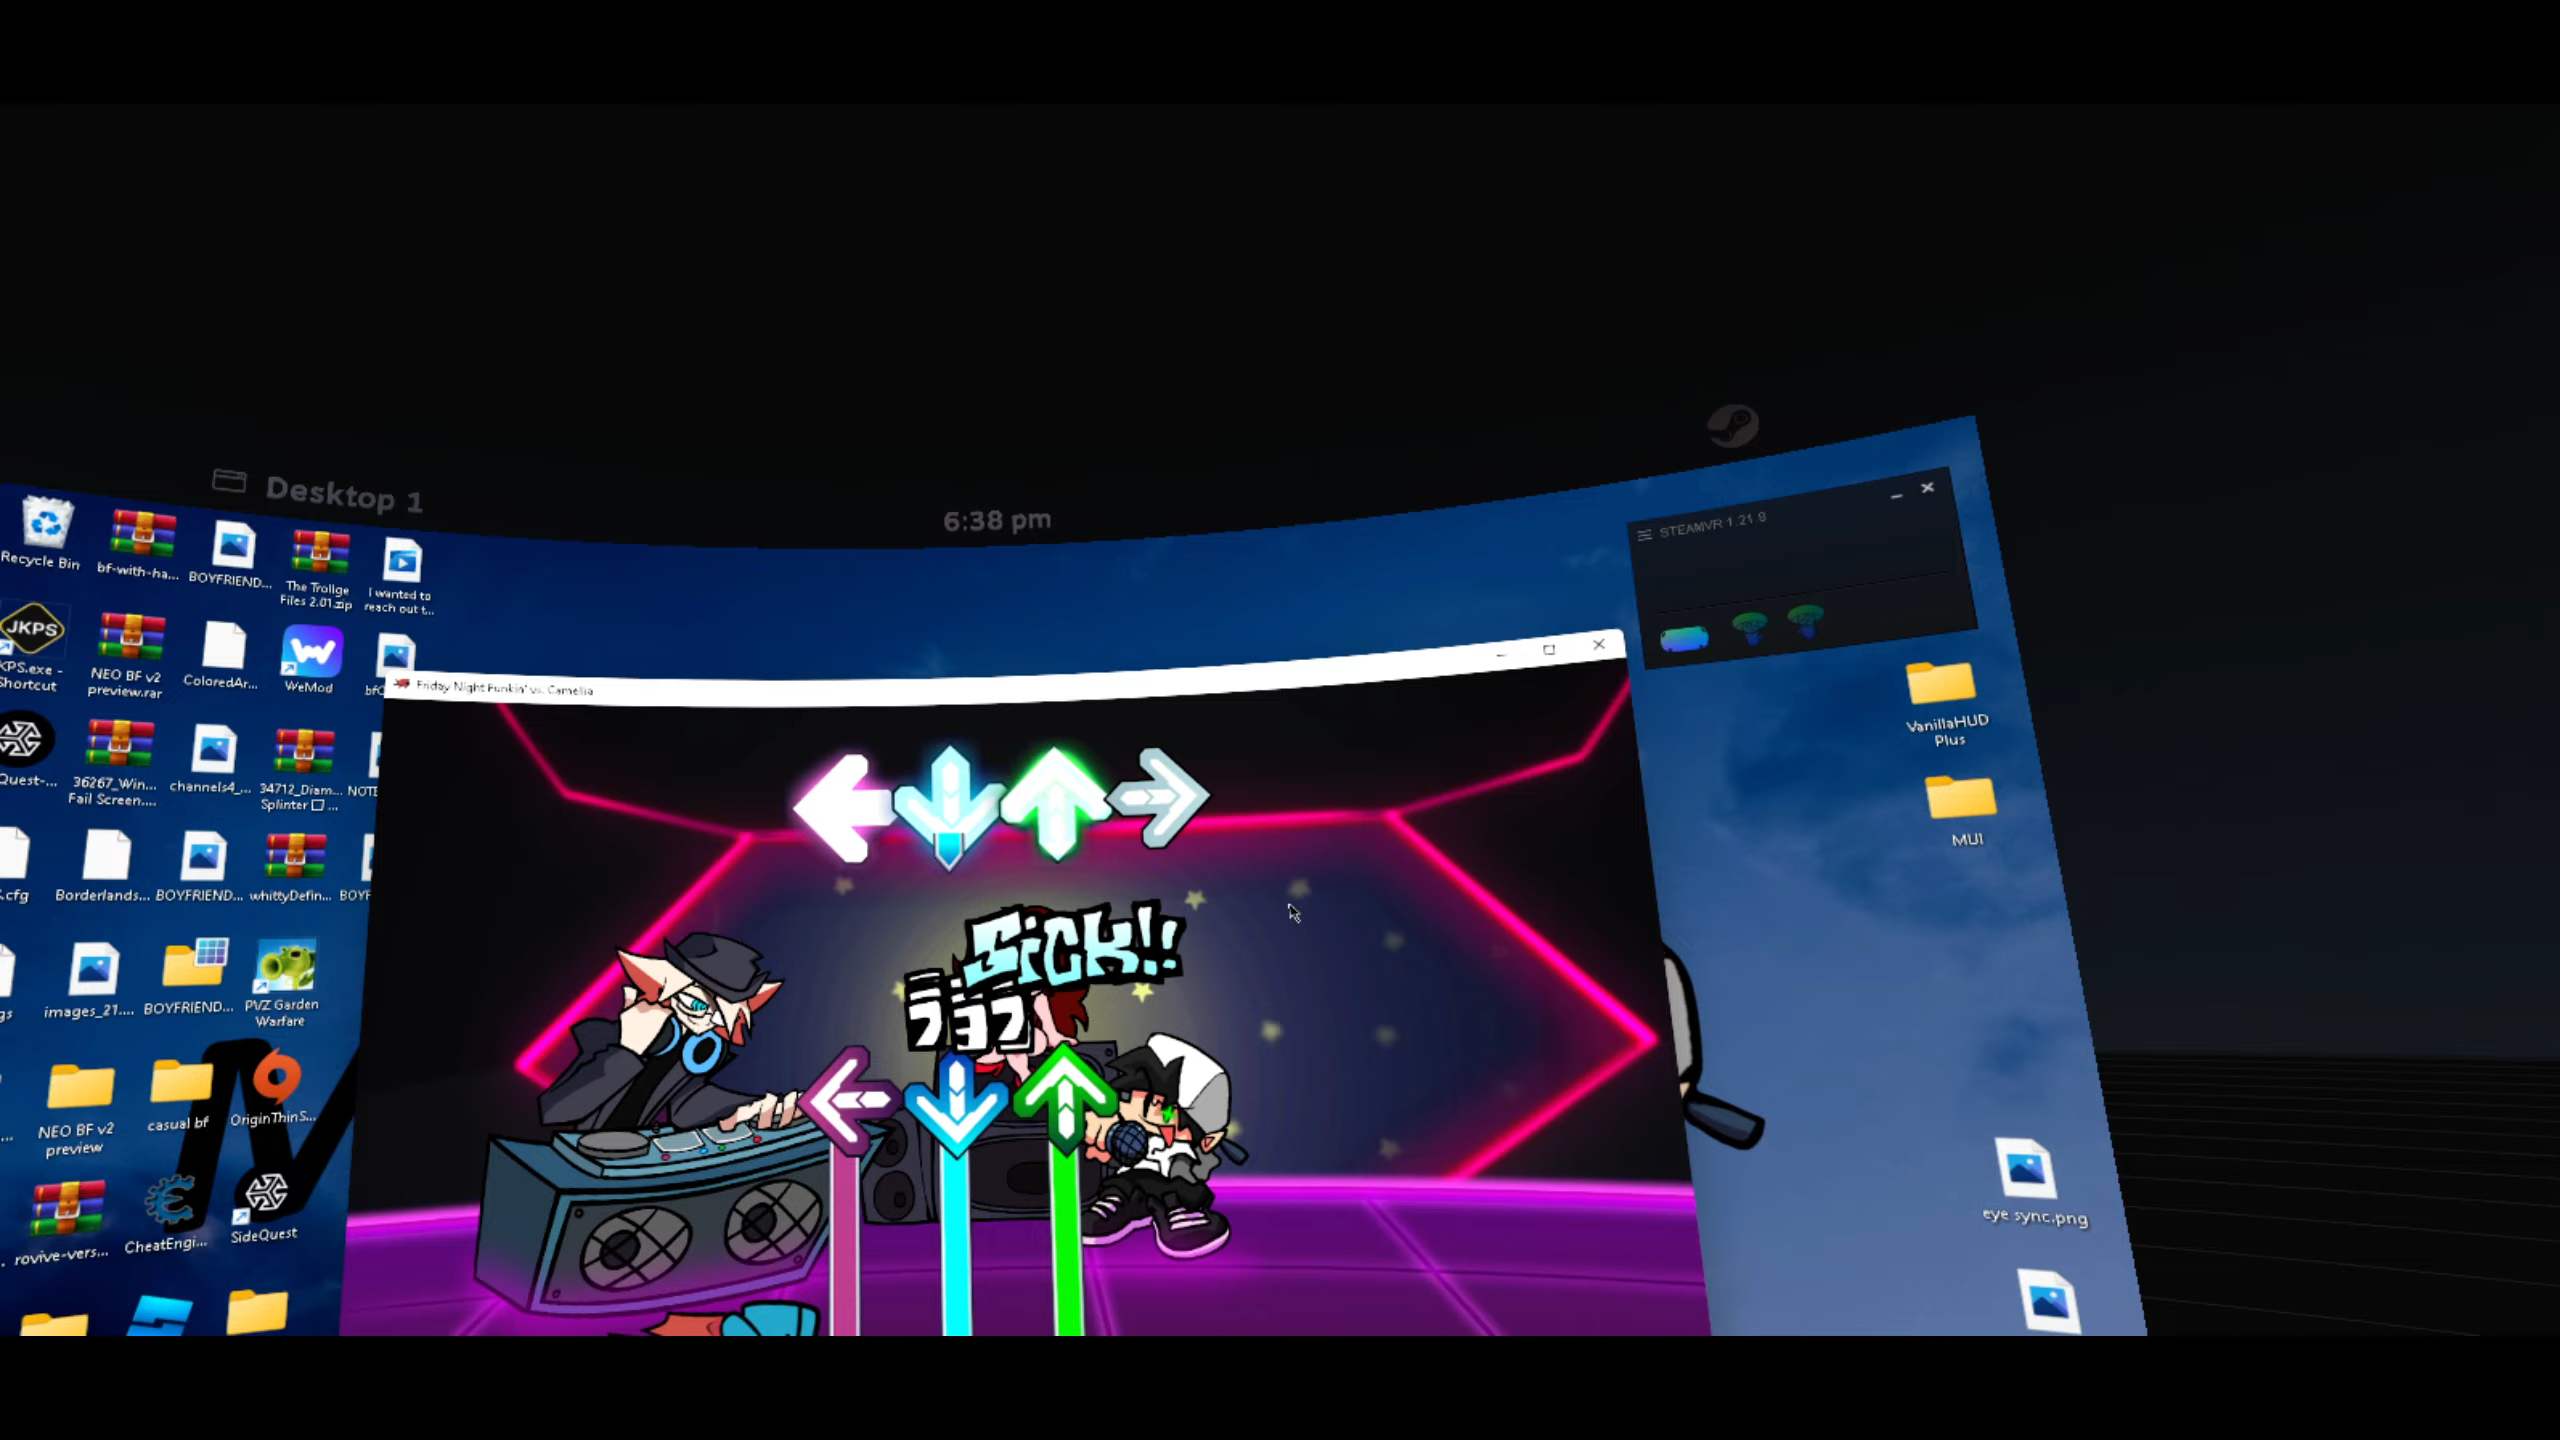 Desktop 1
6:38 pm
STEAMVR 1.21.9
Recycle Bin
bf-with-ha...
BOYFRIEND...
The Trollge
Files 2.01.zip
I wanted to
reach out t...
JKPS
KPS.exe -
Shortcut
NEO BF v2
preview.rar
ColoredAr...
WeMod
Friday Night Funkin' vs. Camellia
VanillaHUD
Plus
Quest-...
36267_Win...
Fail Screen....
channels4_...
34712_Diam...
Splinter □ ...
MUI
.cfg
Borderlands...
BOYFRIEND...
whittyDefin...
SiCK!!
images_21....
BOYFRIEND...
PVZ Garden
Warfare
NEO BF v2
preview
casual bf
OriginThinS...
rovive-vers...
CheatEngi...
SideQuest
eye sync.png